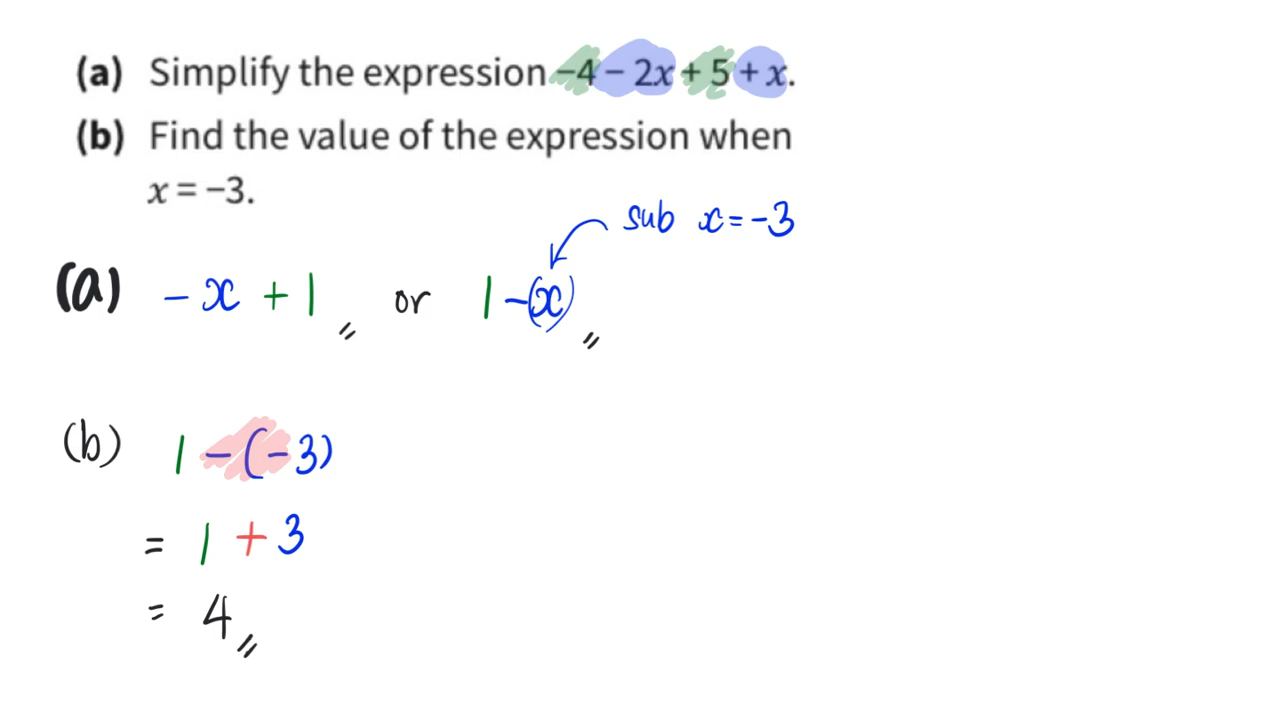 (a) Simplify the expression −4 − 2x + 5 + x.
(b) Find the value of the expression when
x = −3.
sub x = -3
(a) - x + 1 〃 or 1 -(x) 〃
(b) 1 - (-3)
= 1 + 3
= 4 〃